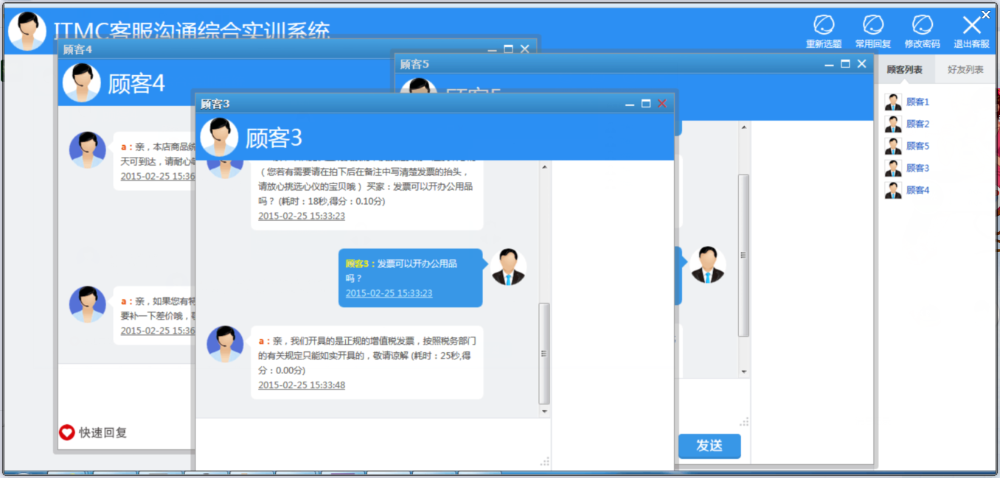 ITMC客服沟通综合实训系统
重新选题
常用回复
修改密码
退出客服
顾客4
顾客4
顾客5
顾客3
顾客3
顾客列表
好友列表
顾客1
顾客2
顾客5
顾客3
顾客4
a：亲，本店商品
天可到达，请耐心
2015-02-25 15:36
a：亲，如果您有
要补一下差价哦，
2015-02-25 15:36
快速回复
（您若有需要请在拍下后在备注中写清楚发票的抬头，
请放心挑选心仪的宝贝哦） 买家：发票可以开办公用品
吗？ (耗时：18秒,得分：0.10分)
2015-02-25 15:33:23
顾客3：发票可以开办公用品
吗？
2015-02-25 15:33:23
a：亲，我们开具的是正规的增值税发票，按照税务部门
的有关规定只能如实开具的，敬请谅解 (耗时：25秒,得
分：0.00分)
2015-02-25 15:33:48
发送